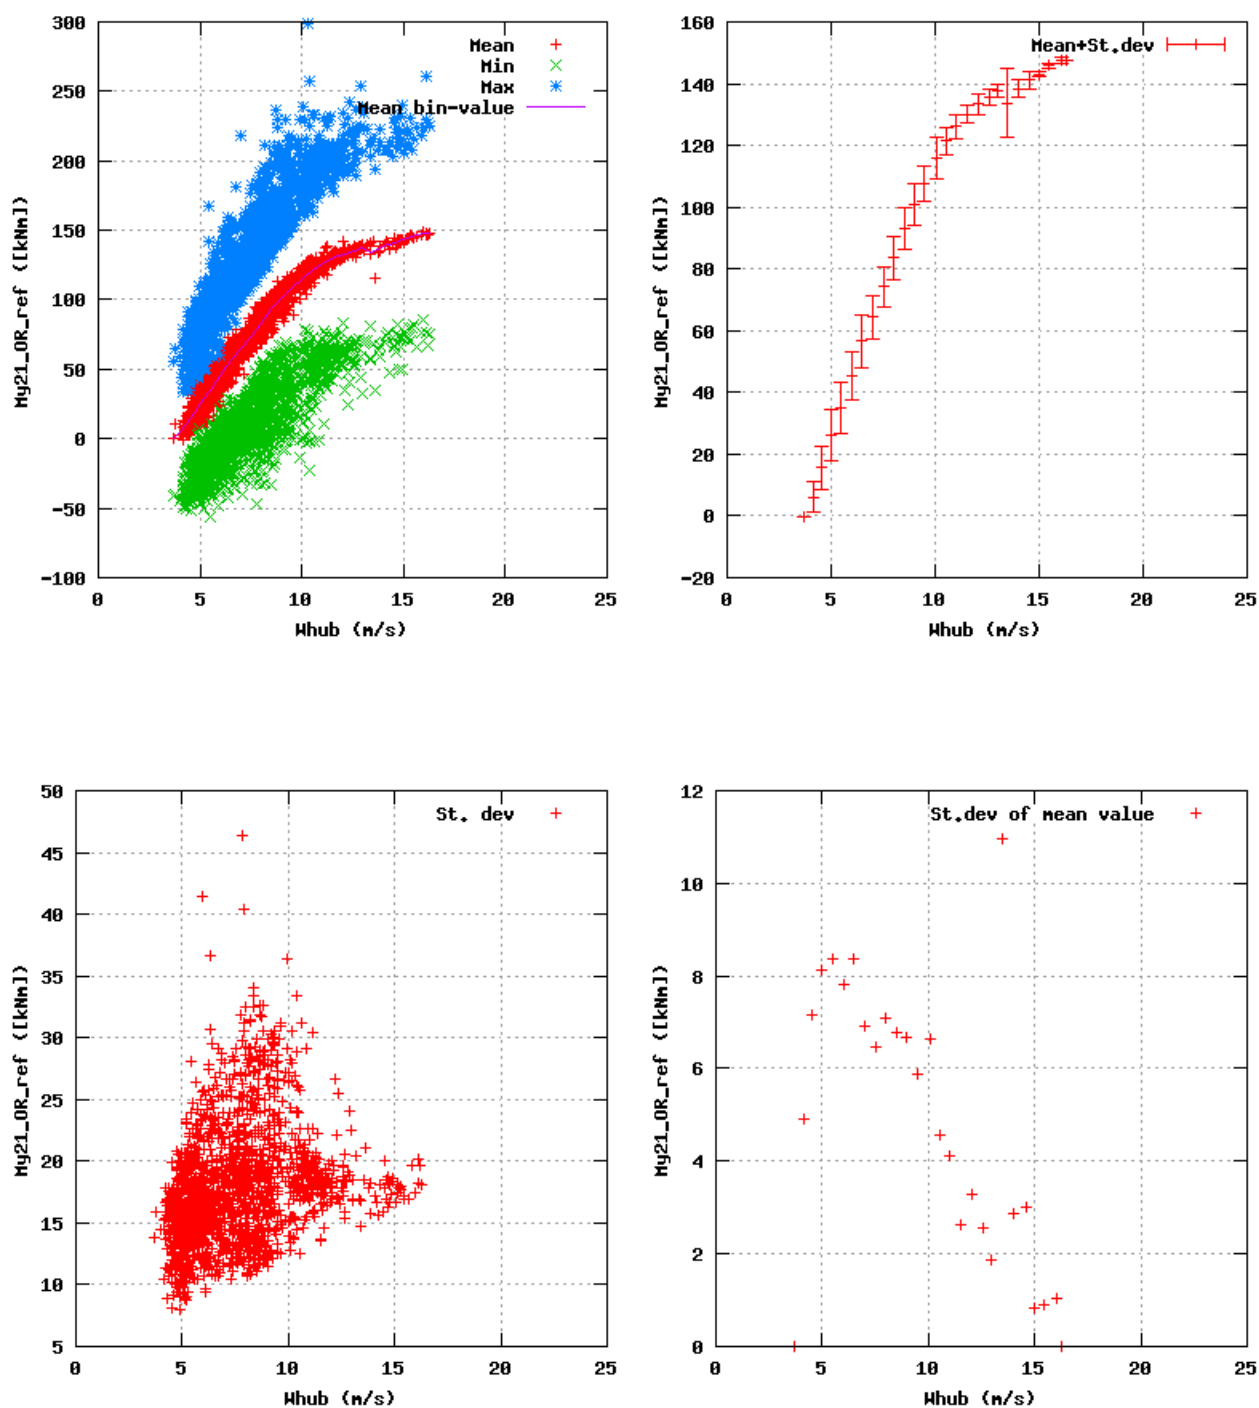 300
250
200
150
100
50
0
-50
-100
0 5 10 15 20 25
My21_OR_ref ([kNm])
Whub (m/s)
Mean
Min
Max
Mean bin-value
160
140
120
100
80
60
40
20
0
-20
0 5 10 15 20 25
My21_OR_ref ([kNm])
Whub (m/s)
Mean+St.dev
50
45
40
35
30
25
20
15
10
5
0 5 10 15 20 25
My21_OR_ref ([kNm])
Whub (m/s)
St. dev
12
10
8
6
4
2
0
0 5 10 15 20 25
My21_OR_ref ([kNm])
Whub (m/s)
St.dev of mean value